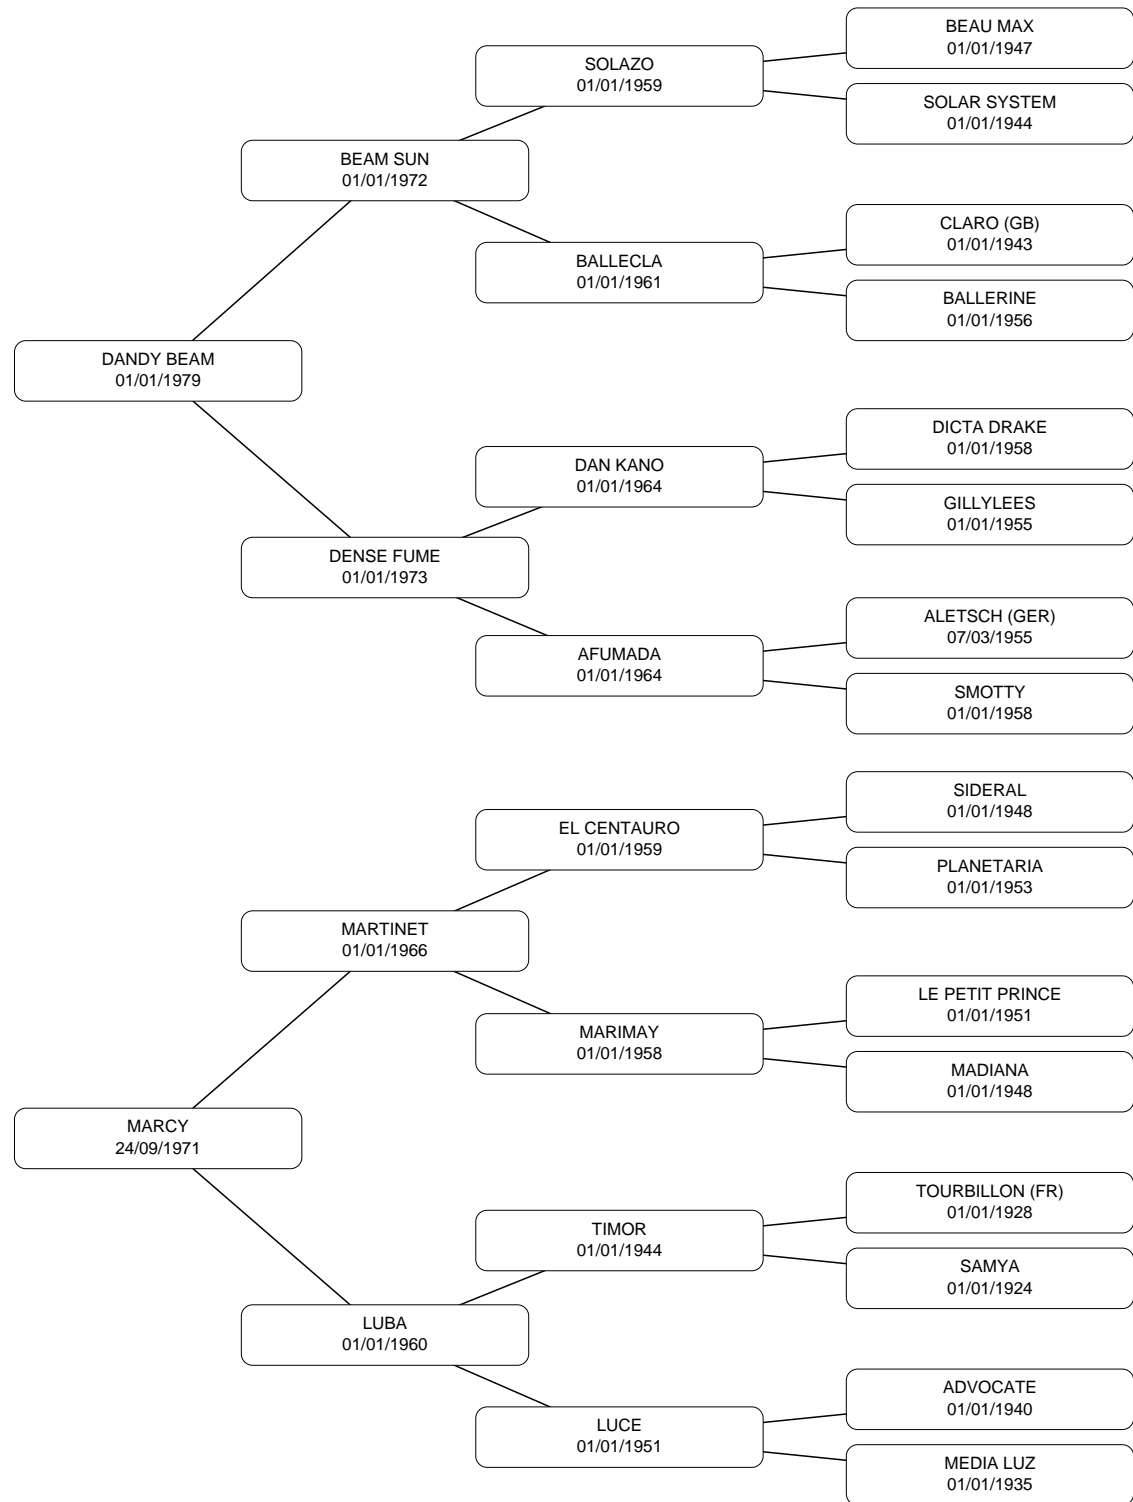 BEAU MAX
01/01/1947
SOLAZO
01/01/1959
SOLAR SYSTEM
01/01/1944
BEAM SUN
01/01/1972
CLARO (GB)
01/01/1943
BALLECLA
01/01/1961
BALLERINE
01/01/1956
DANDY BEAM
01/01/1979
DICTA DRAKE
01/01/1958
DAN KANO
01/01/1964
GILLYLEES
01/01/1955
DENSE FUME
01/01/1973
ALETSCH (GER)
07/03/1955
AFUMADA
01/01/1964
SMOTTY
01/01/1958
SIDERAL
01/01/1948
EL CENTAURO
01/01/1959
PLANETARIA
01/01/1953
MARTINET
01/01/1966
LE PETIT PRINCE
01/01/1951
MARIMAY
01/01/1958
MADIANA
01/01/1948
MARCY
24/09/1971
TOURBILLON (FR)
01/01/1928
TIMOR
01/01/1944
SAMYA
01/01/1924
LUBA
01/01/1960
ADVOCATE
01/01/1940
LUCE
01/01/1951
MEDIA LUZ
01/01/1935